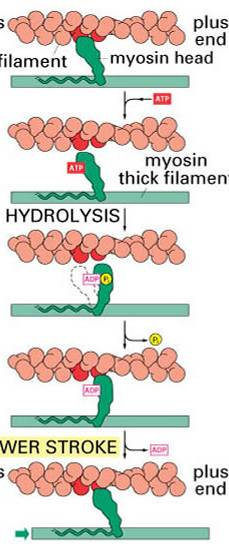 s plus
end
filament myosin head
ATP
ATP
myosin
thick filament
HYDROLYSIS
ADP Pi
Pi
ADP
WER STROKE ADP
s plus
end